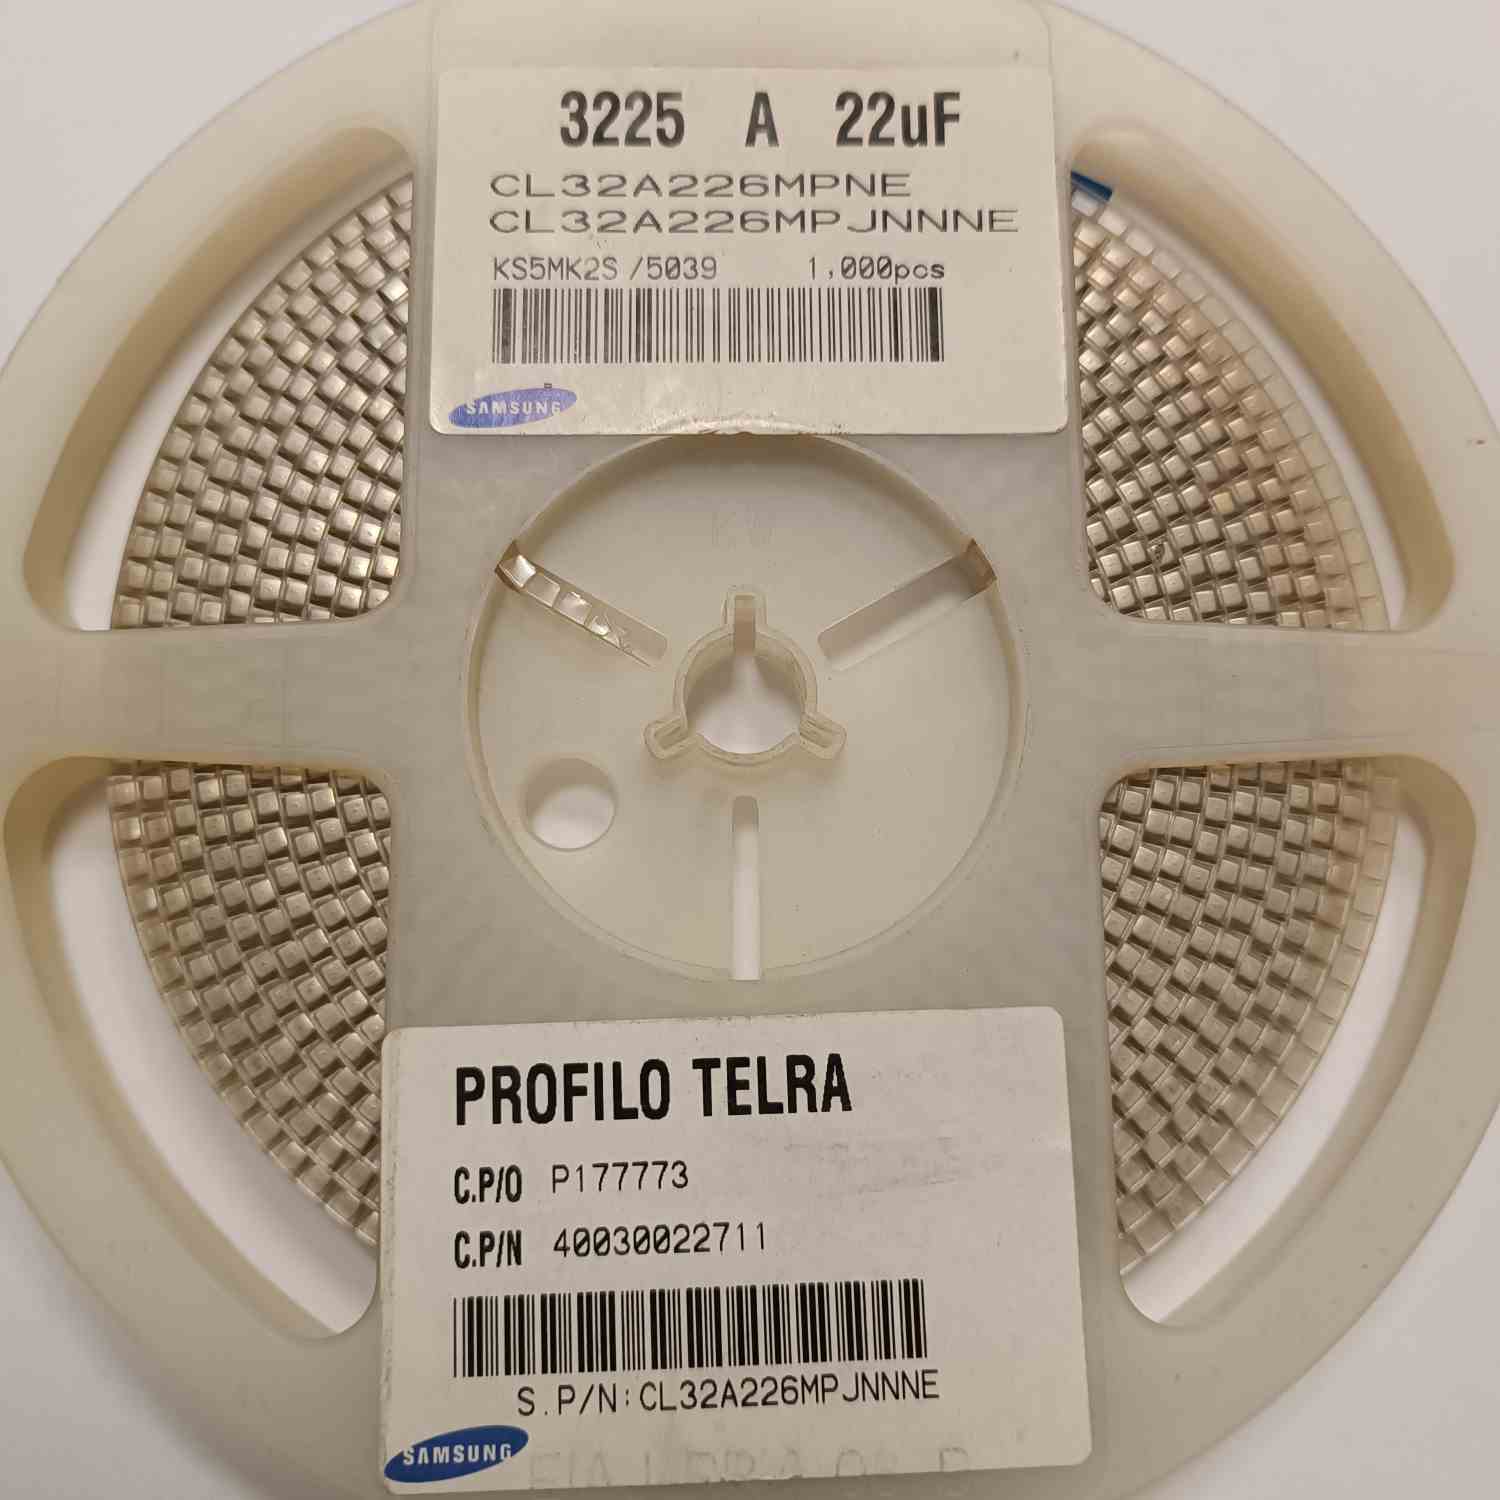 3225 A 22uF
CL32A226MPNE
CL32A226MPJNNNE
KS5MK2S /5039 1,000pcs
SAMSUNG
PROFILO TELRA
C.P/O P177773
C.P/N 40030022711
S.P/N:CL32A226MPJNNNE
SAMSUNG